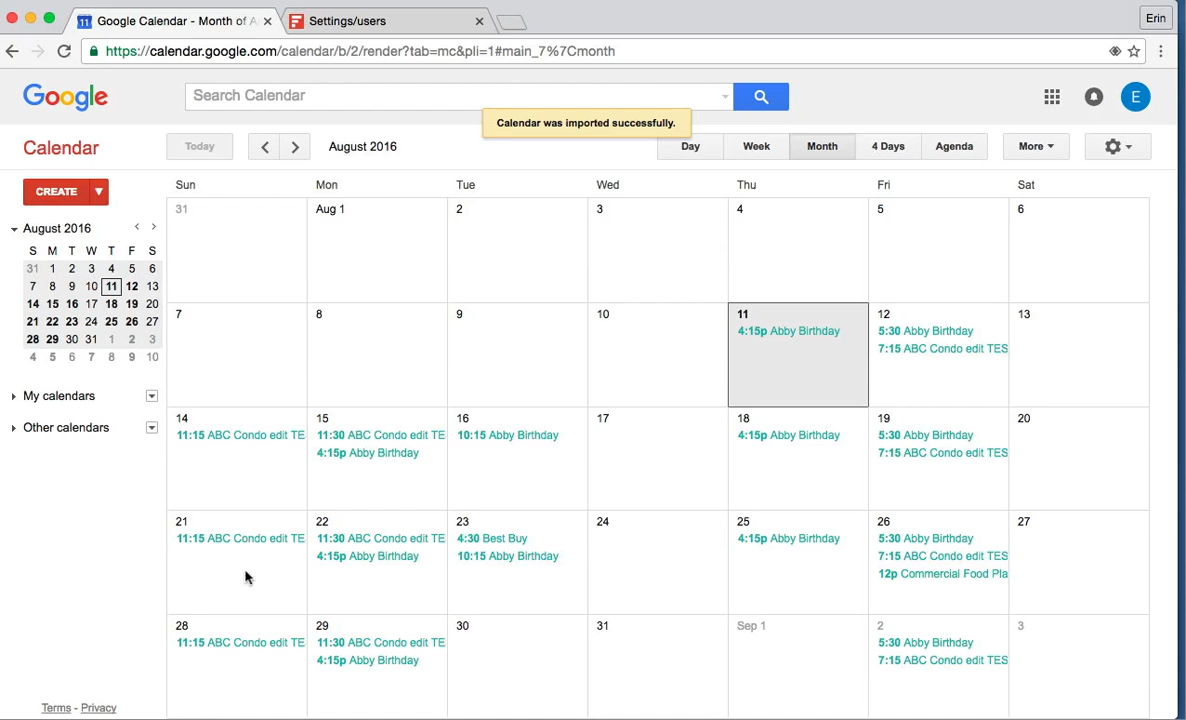 Google Calendar - Month of A
Settings/users
Erin
https://calendar.google.com/calendar/b/2/render?tab=mc&pli=1#main_7%7Cmonth
Google
Search Calendar
E
Calendar was imported successfully.
Calendar
Today
August 2016
Day
Week
Month
4 Days
Agenda
More
CREATE
August 2016
S M T W T F S
31 1 2 3 4 5 6
7 8 9 10 11 12 13
14 15 16 17 18 19 20
21 22 23 24 25 26 27
28 29 30 31 1 2 3
4 5 6 7 8 9 10
My calendars
Other calendars
Terms - Privacy
Sun Mon Tue Wed Thu Fri Sat
31 Aug 1 2 3 4 5 6
7 8 9 10 11 12 13
4:15p Abby Birthday
5:30 Abby Birthday
7:15 ABC Condo edit TES
14 15 16 17 18 19 20
11:15 ABC Condo edit TE
11:30 ABC Condo edit TE
4:15p Abby Birthday
10:15 Abby Birthday
4:15p Abby Birthday
5:30 Abby Birthday
7:15 ABC Condo edit TES
21 22 23 24 25 26 27
11:15 ABC Condo edit TE
11:30 ABC Condo edit TE
4:15p Abby Birthday
4:30 Best Buy
10:15 Abby Birthday
4:15p Abby Birthday
5:30 Abby Birthday
7:15 ABC Condo edit TES
12p Commercial Food Pla
28 29 30 31 Sep 1 2 3
11:15 ABC Condo edit TE
11:30 ABC Condo edit TE
4:15p Abby Birthday
5:30 Abby Birthday
7:15 ABC Condo edit TES